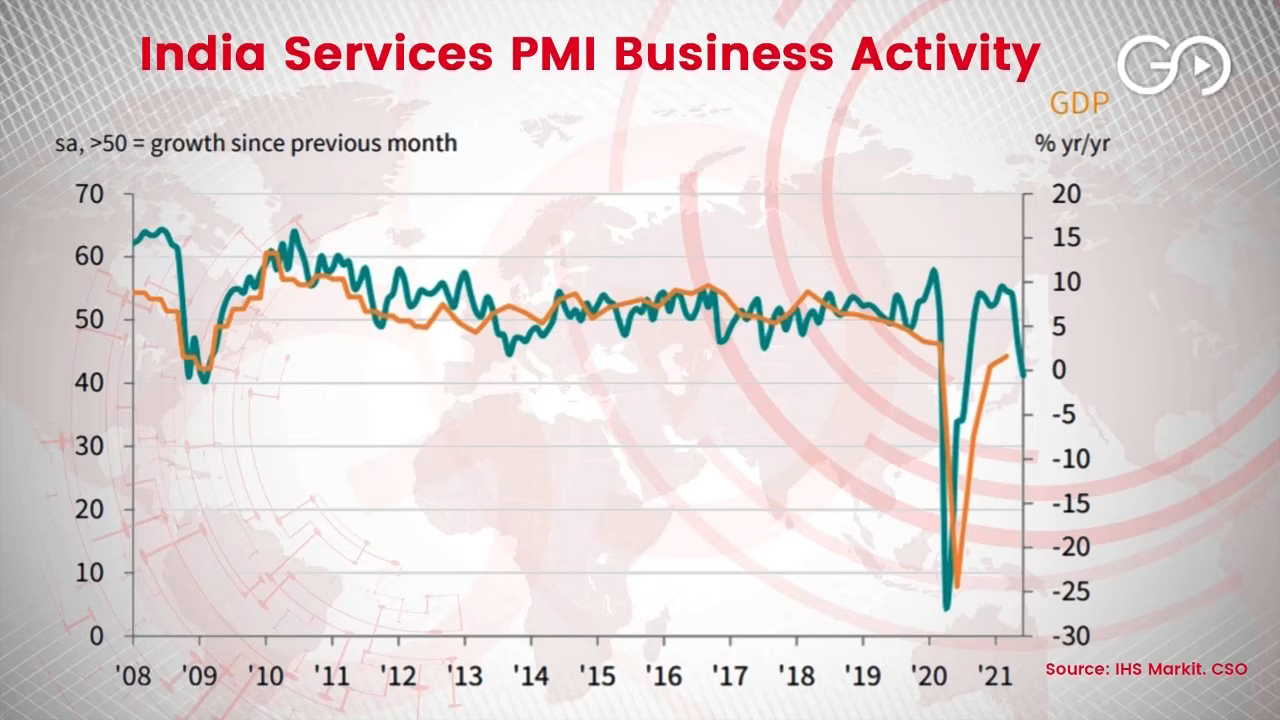 India Services PMI Business Activity
GO
GDP
sa, >50 = growth since previous month
% yr/yr
70
60
50
40
30
20
10
0
20
15
10
5
0
-5
-10
-15
-20
-25
-30
'08 '09 '10 '11 '12 '13 '14 '15 '16 '17 '18 '19 '20 '21
Source: IHS Markit. CSO